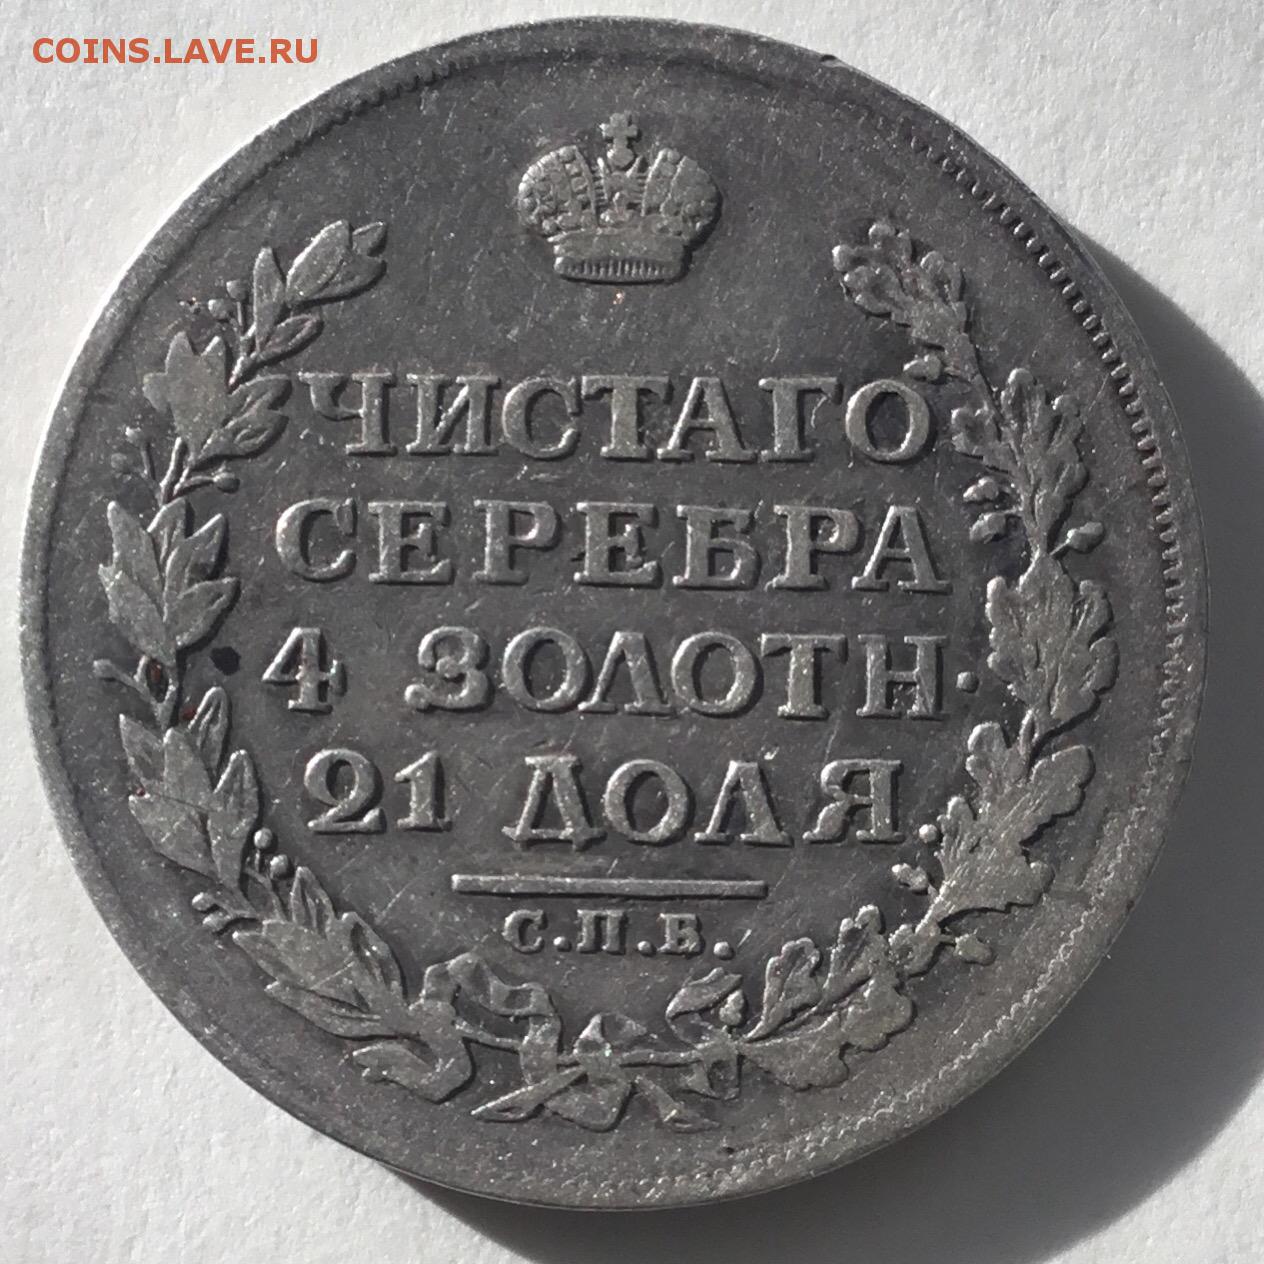 COINS.LAVE.RU
ЧИСТАГО
СЕРЕБРА
4 ЗОЛОТН.
21 ДОЛЯ
С.П.Б.